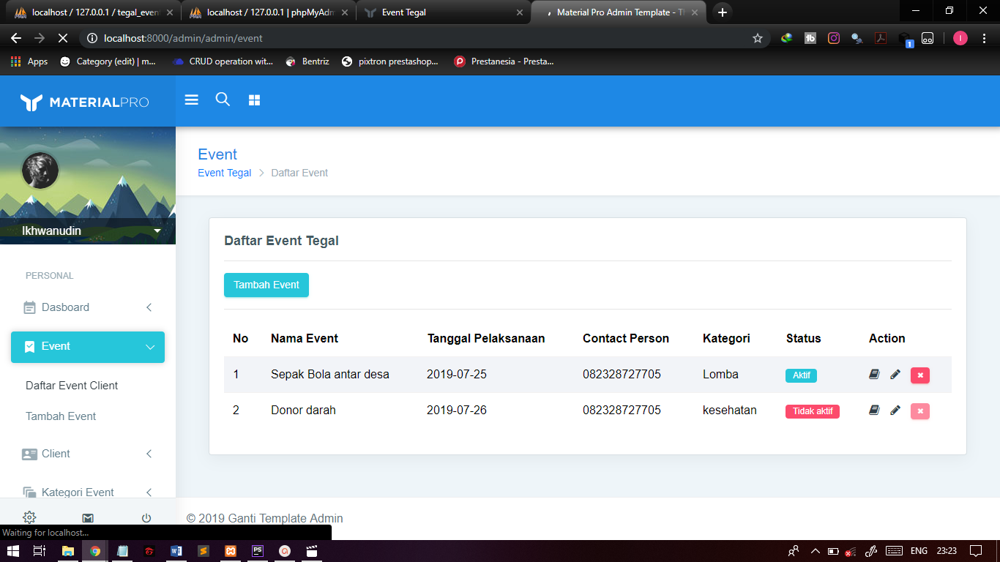 localhost / 127.0.0.1 / tegal_even
localhost / 127.0.0.1 | phpMyAdm
Event Tegal
Material Pro Admin Template - Th
localhost:8000/admin/admin/event
Apps
Category (edit) | m...
CRUD operation wit...
Bentriz
pixtron prestashop...
Prestanesia - Presta...
MATERIALPRO
Ikhwanudin
PERSONAL
Dasboard
Event
Daftar Event Client
Tambah Event
Client
Kategori Event
Event
Event Tegal > Daftar Event
Daftar Event Tegal
Tambah Event
No Nama Event Tanggal Pelaksanaan Contact Person Kategori Status Action
1 Sepak Bola antar desa 2019-07-25 082328727705 Lomba Aktif
2 Donor darah 2019-07-26 082328727705 kesehatan Tidak aktif
© 2019 Ganti Template Admin
Waiting for localhost...
ENG 23:23